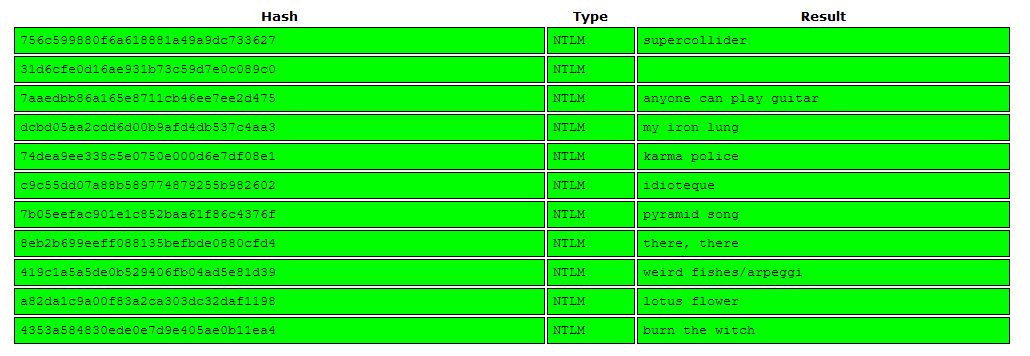 Hash Type Result
756c599880f6a618881a49a9dc733627 NTLM supercollider
31d6cfe0d16ae931b73c59d7e0c089c0 NTLM
7aaedbb86a165e8711cb46ee7ee2d475 NTLM anyone can play guitar
dcbd05aa2cdd6d00b9afd4db537c4aa3 NTLM my iron lung
74dea9ee338c5e0750e000d6e7df08e1 NTLM karma police
c9c55dd07a88b589774879255b982602 NTLM idioteque
7b05eefac901e1c852baa61f86c4376f NTLM pyramid song
8eb2b699eeff088135befbde0880cfd4 NTLM there, there
419c1a5a5de0b529406fb04ad5e81d39 NTLM weird fishes/arpeggi
a82da1c9a00f83a2ca303dc32daf1198 NTLM lotus flower
4353a584830ede0e7d9e405ae0b11ea4 NTLM burn the witch